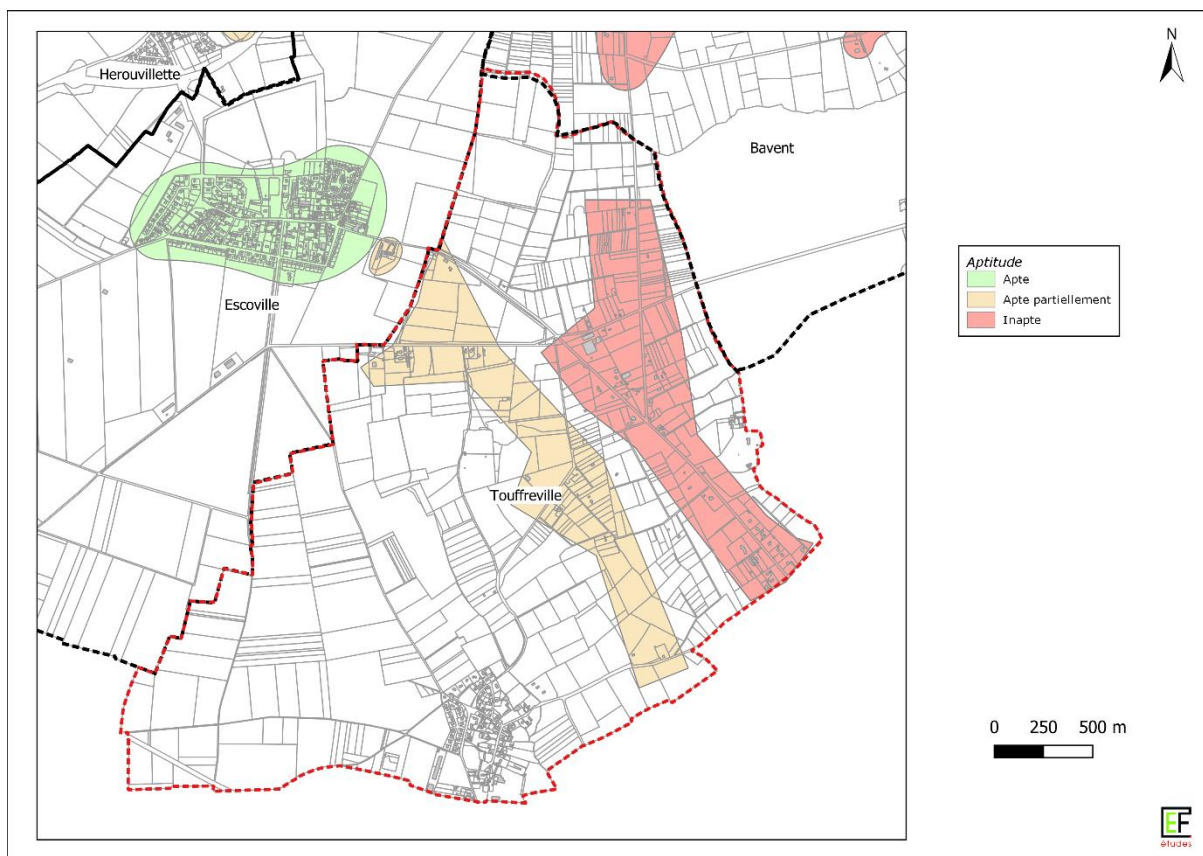 N
Herouvillette
Bavent
Escoville
Touffreville
Aptitude
Apte
Apte partiellement
Inapte
0 250 500 m
EF
études